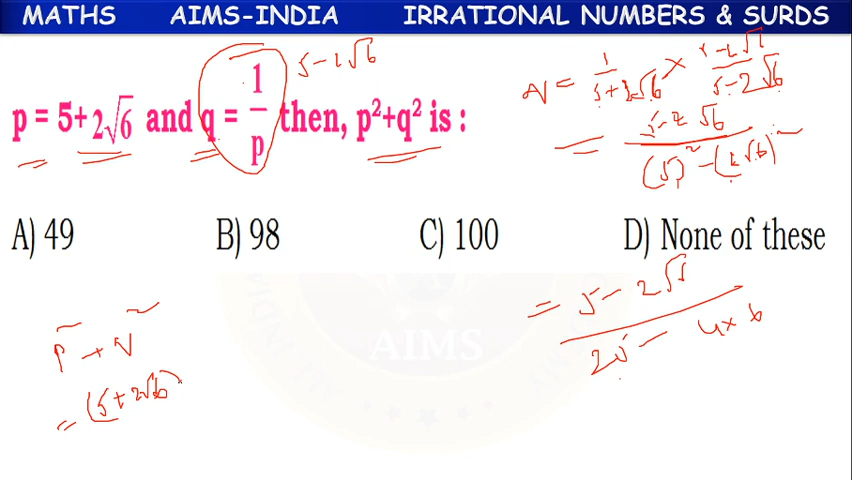 MATHS AIMS-INDIA IRRATIONAL NUMBERS & SURDS
p = 5+2√6 and q = 1/p then, p²+q² is :
5-2√6
q = 1/(5+2√6) × (5-2√6)/(5-2√6)
= (5-2√6)/((5)²-(2√6)²)
A) 49 B) 98 C) 100 D) None of these
= (5-2√6)/(25-4×6)
p²+q²
= (5+2√6)
AIMS